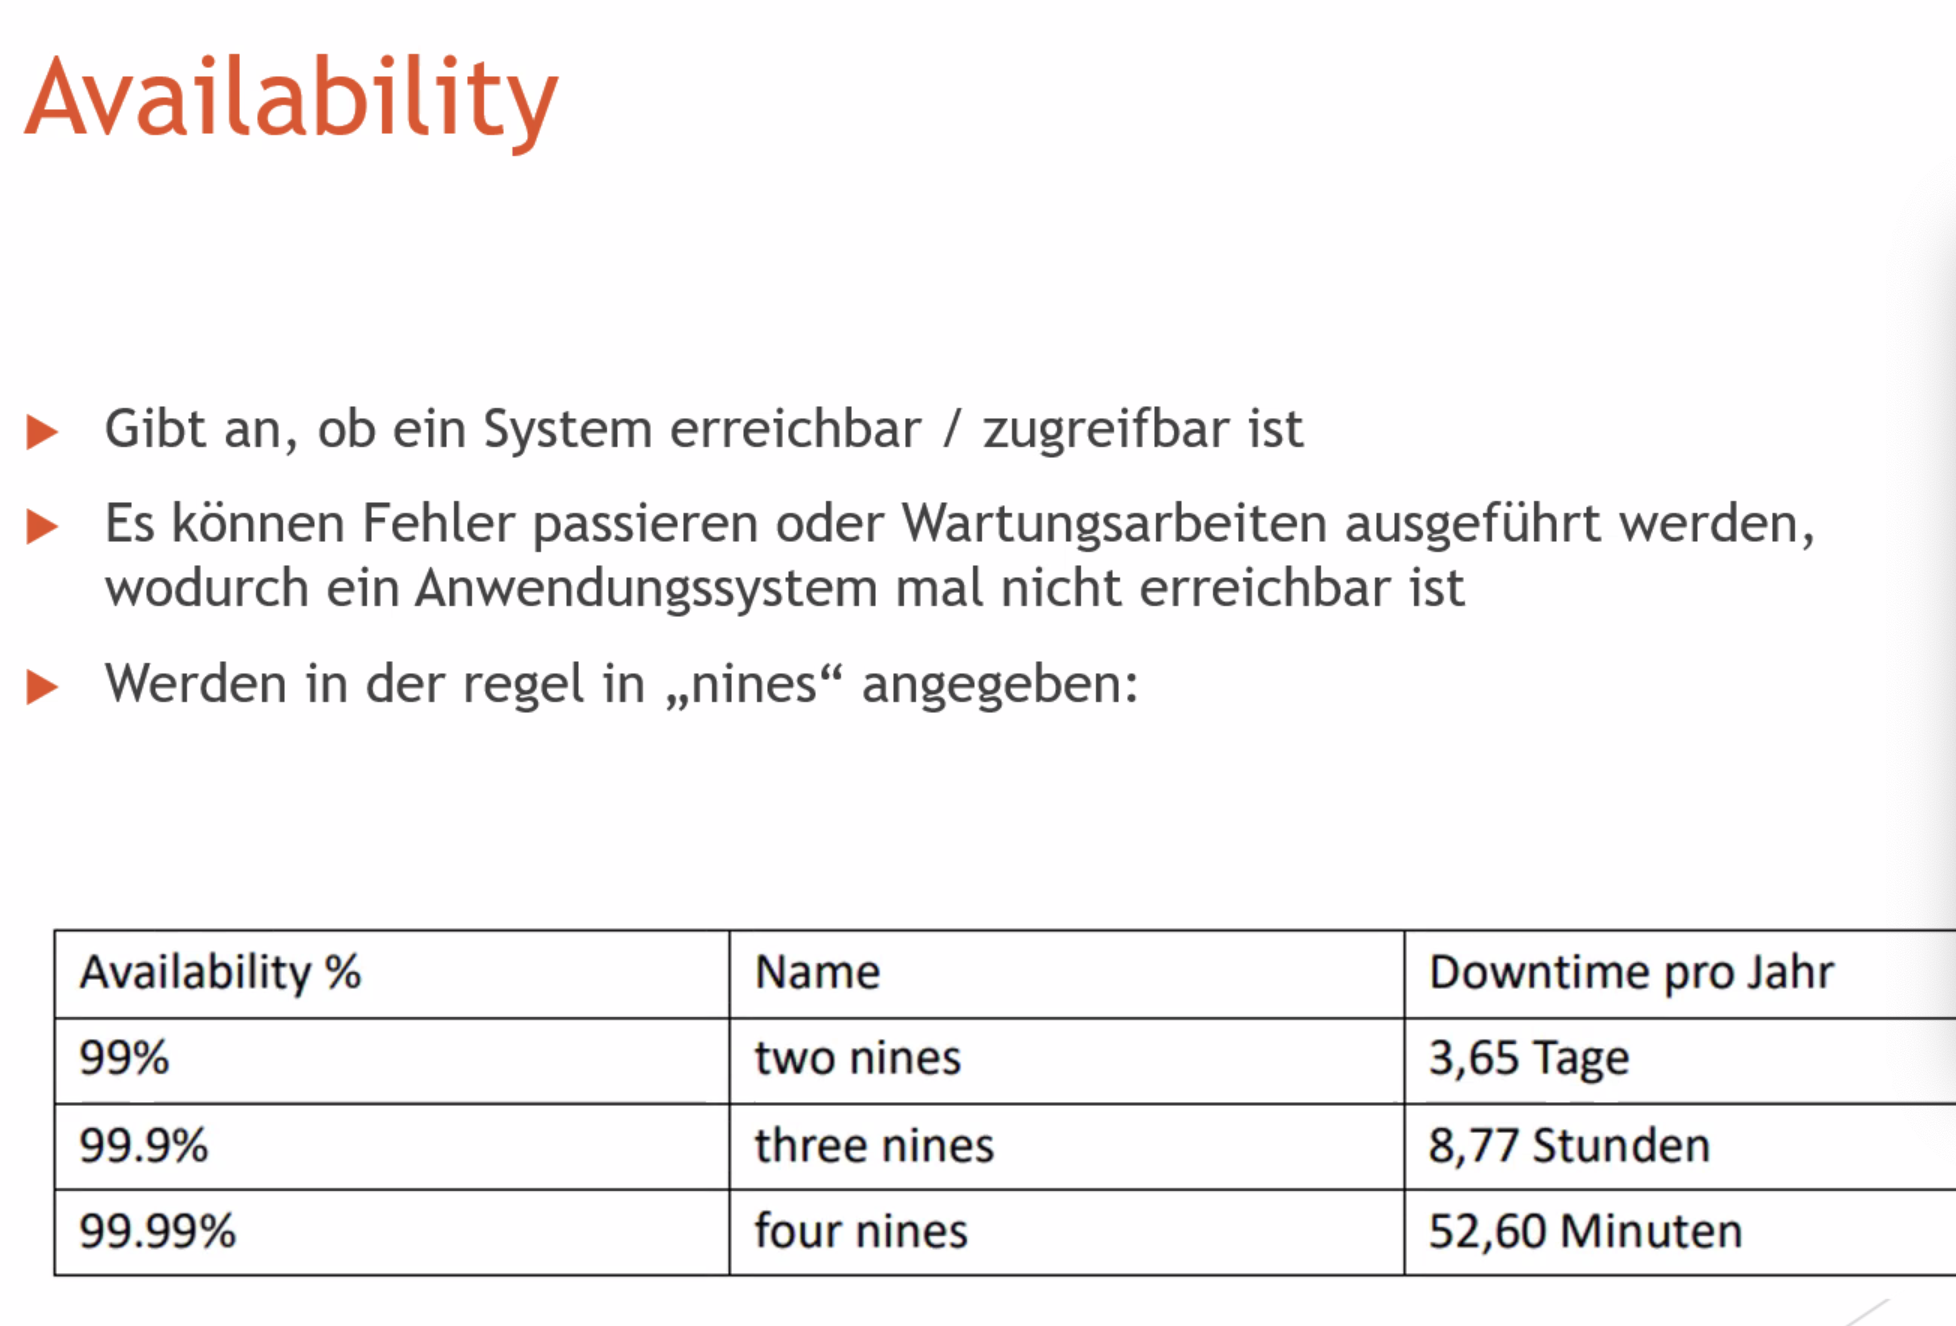 Availability
Gibt an, ob ein System erreichbar / zugreifbar ist
Es können Fehler passieren oder Wartungsarbeiten ausgeführt werden,
wodurch ein Anwendungssystem mal nicht erreichbar ist
Werden in der regel in „nines“ angegeben:
Availability % Name Downtime pro Jahr
99% two nines 3,65 Tage
99.9% three nines 8,77 Stunden
99.99% four nines 52,60 Minuten